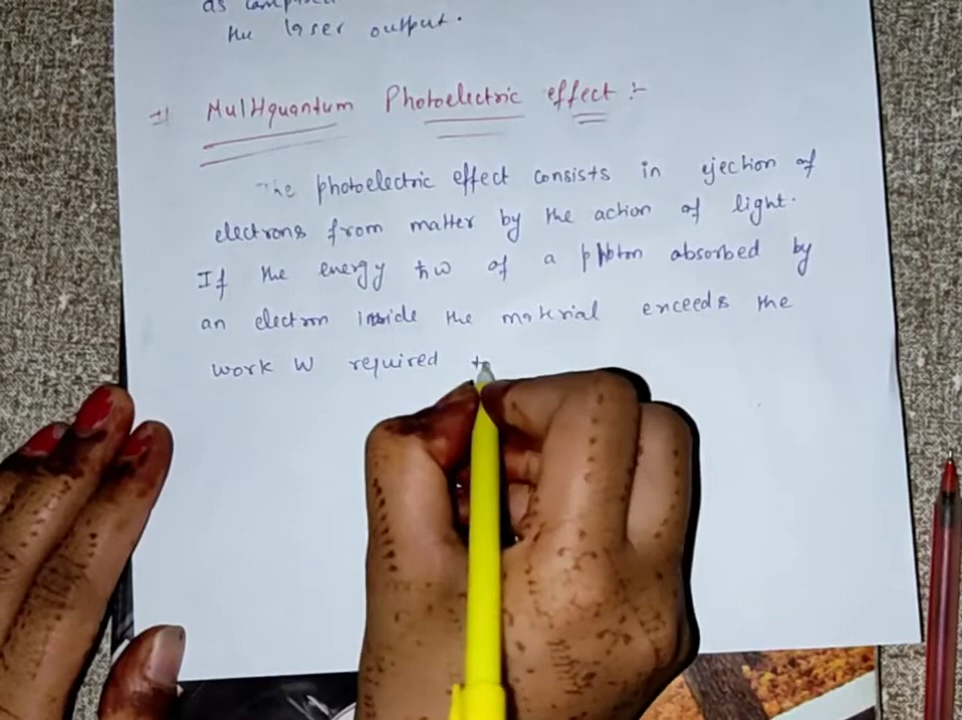 as
the laser output.
=) Multiquantum Photoelectric effect :-
The photoelectric effect consists in ejection of
electrons from matter by the action of light.
If the energy ħω of a photon absorbed by
an electron inside the material exceeds the
work W required to